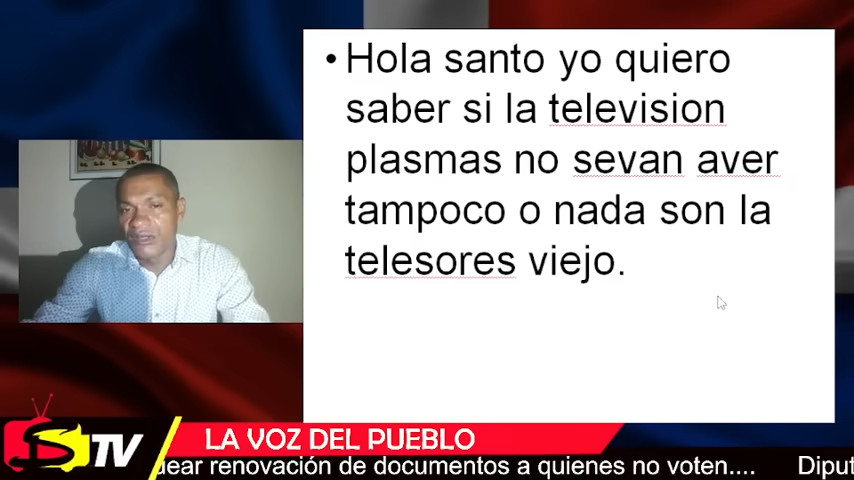 • Hola santo yo quiero
saber si la television
plasmas no sevan aver
tampoco o nada son la
telesores viejo.
STV
LA VOZ DEL PUEBLO
dear renovación de documentos a quienes no voten.... Diput